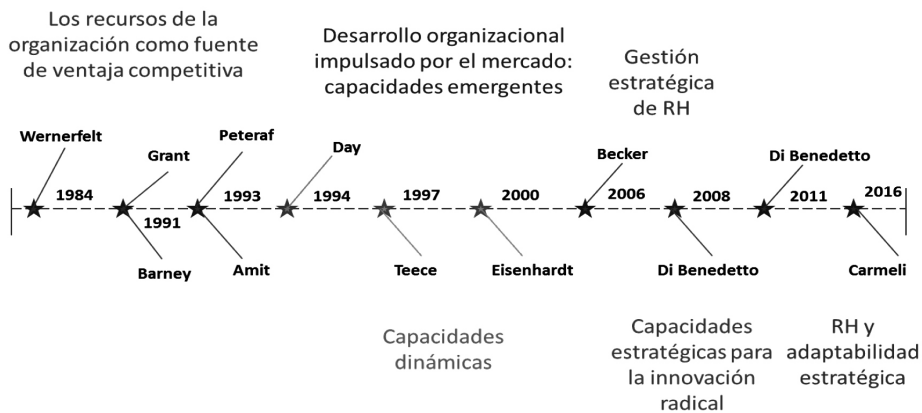 Los recursos de la
organización como fuente
de ventaja competitiva
Desarrollo organizacional
impulsado por el mercado:
capacidades emergentes
Gestión
estratégica
de RH
Wernerfelt
Grant
Peteraf
Day
Becker
Di Benedetto
1984
1991
1993
1994
1997
2000
2006
2008
2011
2016
Barney
Amit
Teece
Eisenhardt
Di Benedetto
Carmeli
Capacidades
dinámicas
Capacidades
estratégicas para
la innovación
radical
RH y
adaptabilidad
estratégica